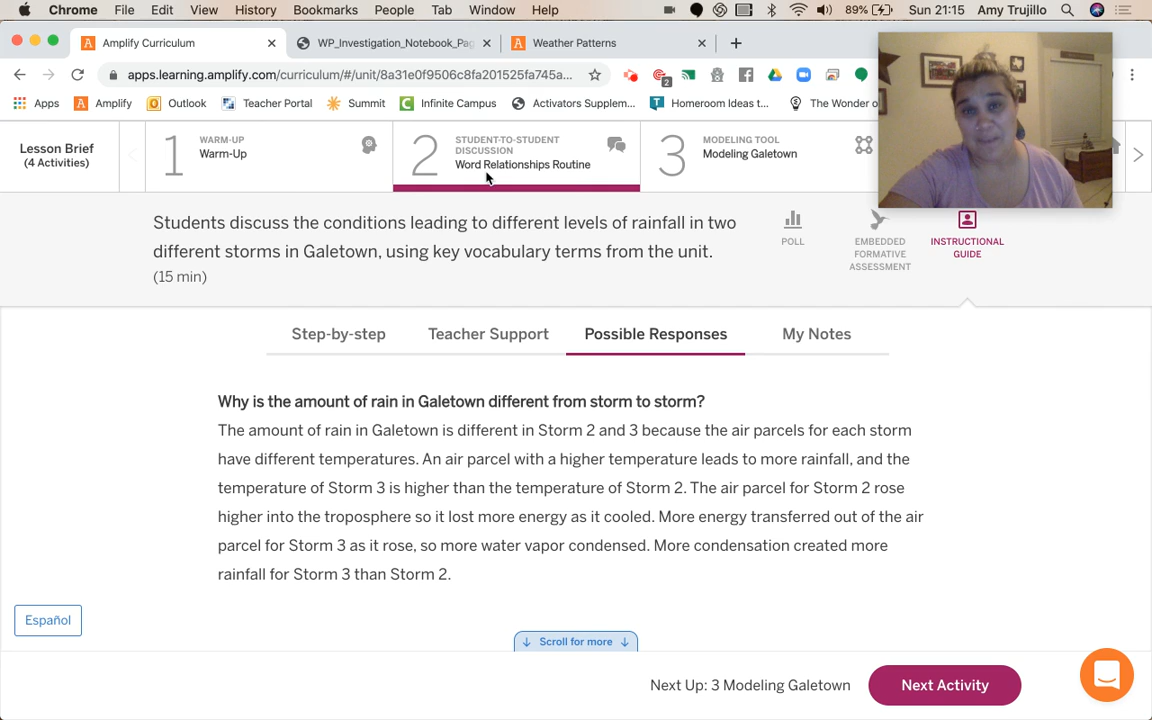 Chrome File Edit View History Bookmarks People Tab Window Help 89% Sun 21:15 Amy Trujillo
Amplify Curriculum WP_Investigation_Notebook_Pag Weather Patterns
apps.learning.amplify.com/curriculum/#/unit/8a31e0f9506c8fa201525fa745a...
2
Apps Amplify Outlook Teacher Portal Summit Infinite Campus Activators Supplem... Homeroom Ideas t... The Wonder o
Lesson Brief
(4 Activities)
1
WARM-UP
Warm-Up
2
STUDENT-TO-STUDENT
DISCUSSION
Word Relationships Routine
3
MODELING TOOL
Modeling Galetown
Students discuss the conditions leading to different levels of rainfall in two
different storms in Galetown, using key vocabulary terms from the unit.
(15 min)
POLL
EMBEDDED
FORMATIVE
ASSESSMENT
INSTRUCTIONAL
GUIDE
Step-by-step Teacher Support Possible Responses My Notes
Why is the amount of rain in Galetown different from storm to storm?
The amount of rain in Galetown is different in Storm 2 and 3 because the air parcels for each storm
have different temperatures. An air parcel with a higher temperature leads to more rainfall, and the
temperature of Storm 3 is higher than the temperature of Storm 2. The air parcel for Storm 2 rose
higher into the troposphere so it lost more energy as it cooled. More energy transferred out of the air
parcel for Storm 3 as it rose, so more water vapor condensed. More condensation created more
rainfall for Storm 3 than Storm 2.
Español
Scroll for more
Next Up: 3 Modeling Galetown
Next Activity